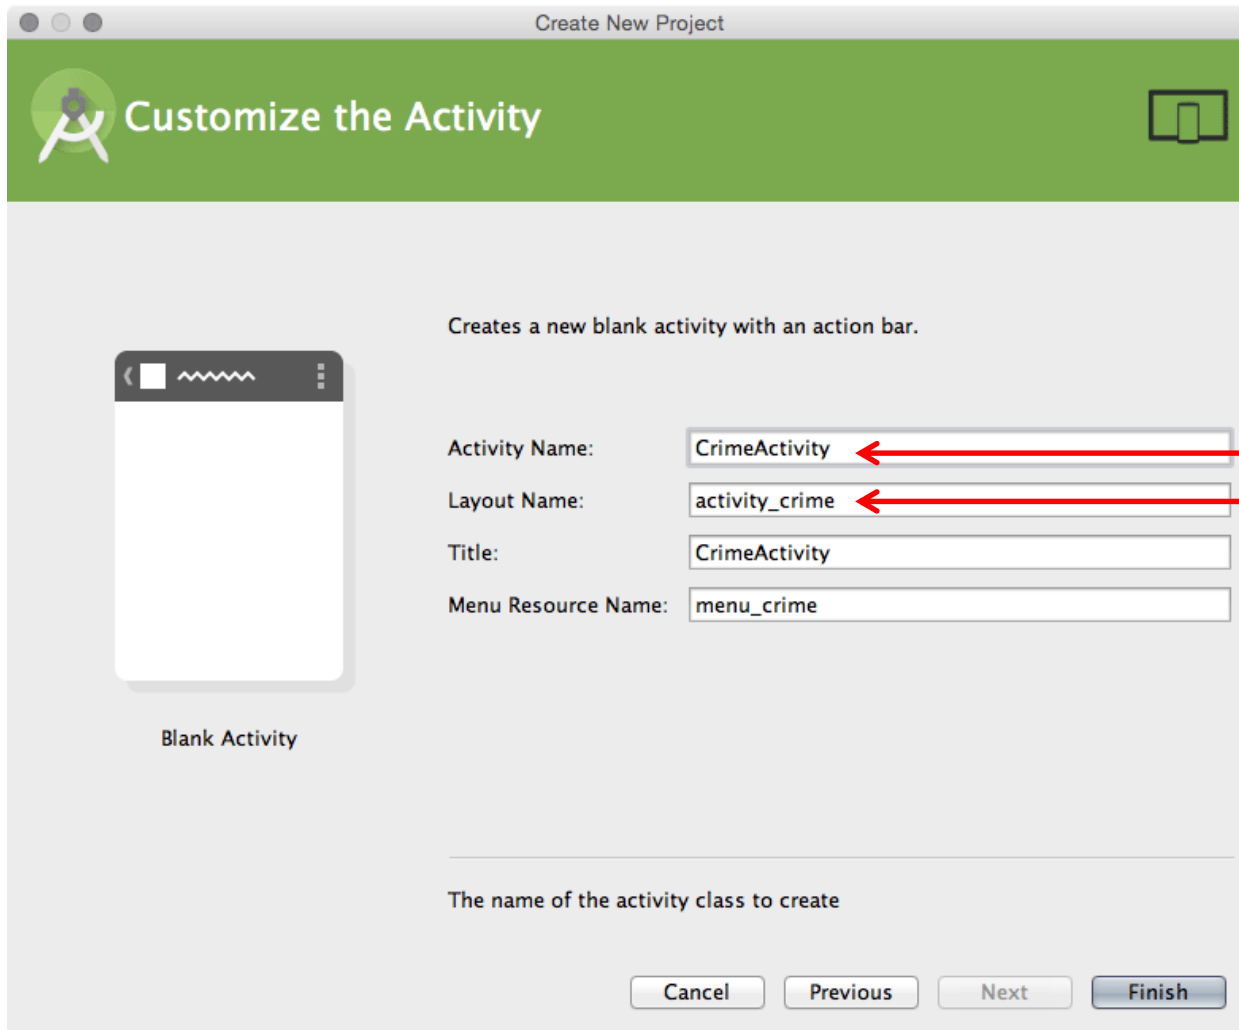 Create New Project
Customize the Activity
Creates a new blank activity with an action bar.
Activity Name: CrimeActivity
Layout Name: activity_crime
Title: CrimeActivity
Menu Resource Name: menu_crime
Blank Activity
The name of the activity class to create
Cancel Previous Next Finish